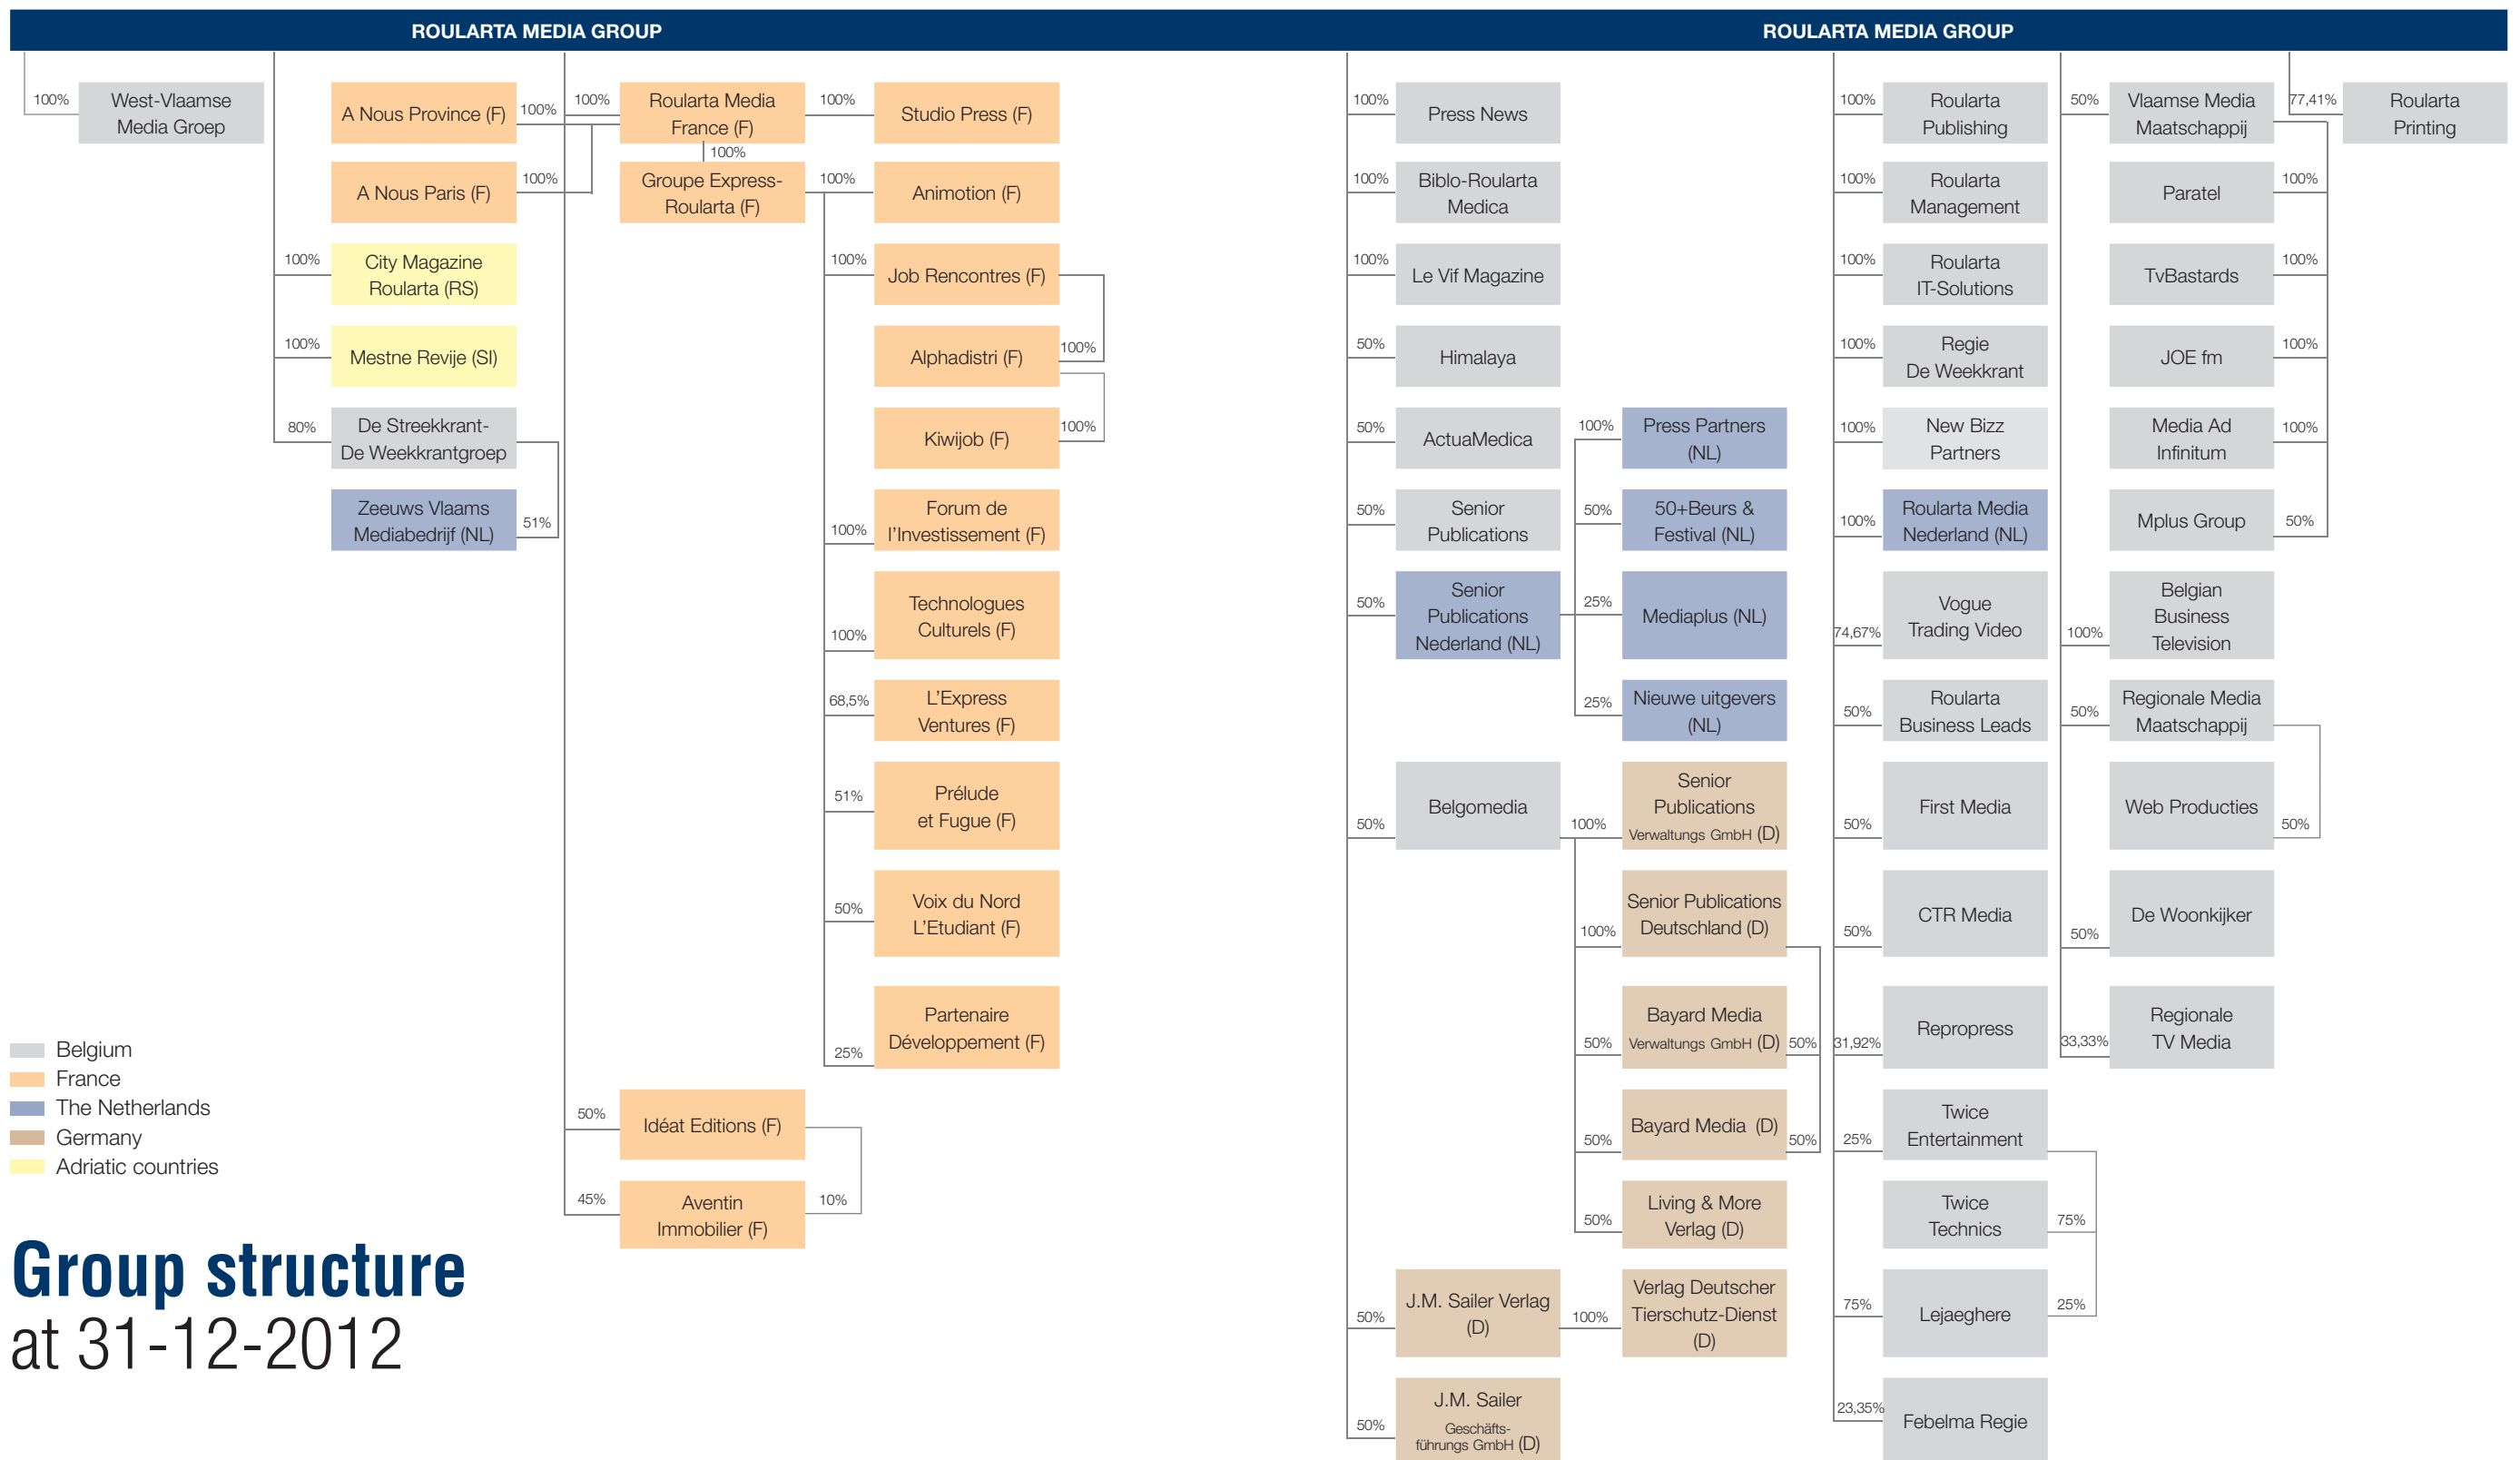 ROULARTA MEDIA GROUP
100%
West-Vlaamse
Media Groep
A Nous Province (F)
100%
100%
Roularta Media
France (F)
100%
Studio Press (F)
100%
A Nous Paris (F)
100%
Groupe Express-
Roularta (F)
100%
Animotion (F)
100%
City Magazine
Roularta (RS)
100%
Job Rencontres (F)
100%
Mestne Revije (SI)
Alphadistri (F)
100%
80%
De Streekkrant-
De Weekkrantgroep
Kiwijob (F)
100%
Zeeuws Vlaams
Mediabedrijf (NL)
51%
100%
Forum de
l'Investissement (F)
100%
Technologues
Culturels (F)
68,5%
L'Express
Ventures (F)
51%
Prélude
et Fugue (F)
50%
Voix du Nord
L'Etudiant (F)
25%
Partenaire
Développement (F)
50%
Idéat Editions (F)
45%
Aventin
Immobilier (F)
10%
Belgium
France
The Netherlands
Germany
Adriatic countries
Group structure
at 31-12-2012
ROULARTA MEDIA GROUP
100%
Press News
100%
Biblo-Roularta
Medica
100%
Le Vif Magazine
50%
Himalaya
50%
ActuaMedica
50%
Senior
Publications
50%
Senior
Publications
Nederland (NL)
100%
Press Partners
(NL)
50%
50+Beurs &
Festival (NL)
25%
Mediaplus (NL)
25%
Nieuwe uitgevers
(NL)
50%
Belgomedia
100%
Senior
Publications
Verwaltungs GmbH (D)
100%
Senior Publications
Deutschland (D)
50%
Bayard Media
Verwaltungs GmbH (D)
50%
50%
Bayard Media (D)
50%
50%
Living & More
Verlag (D)
50%
J.M. Sailer Verlag
(D)
100%
Verlag Deutscher
Tierschutz-Dienst
(D)
50%
J.M. Sailer
Geschäfts-
führungs GmbH (D)
100%
Roularta
Publishing
100%
Roularta
Management
100%
Roularta
IT-Solutions
100%
Regie
De Weekkrant
100%
New Bizz
Partners
100%
Roularta Media
Nederland (NL)
74,67%
Vogue
Trading Video
50%
Roularta
Business Leads
50%
First Media
50%
CTR Media
31,92%
Repropress
25%
Twice
Entertainment
Twice
Technics
75%
75%
Lejaeghere
25%
23,35%
Febelma Regie
50%
Vlaamse Media
Maatschappij
Paratel
100%
TvBastards
100%
JOE fm
100%
Media Ad
Infinitum
100%
Mplus Group
50%
100%
Belgian
Business
Television
50%
Regionale Media
Maatschappij
Web Producties
50%
50%
De Woonkijker
33,33%
Regionale
TV Media
77,41%
Roularta
Printing